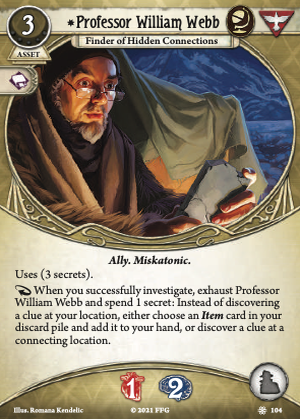 3
*Professor William Webb
ASSET
Finder of Hidden Connections
Ally. Miskatonic.
Uses (3 secrets).
When you successfully investigate, exhaust Professor
William Webb and spend 1 secret: Instead of discovering
a clue at your location, either choose an Item card in your
discard pile and add it to your hand, or discover a clue at a
connecting location.
1 2
Illus. Romana Kendelic © 2021 FFG 104